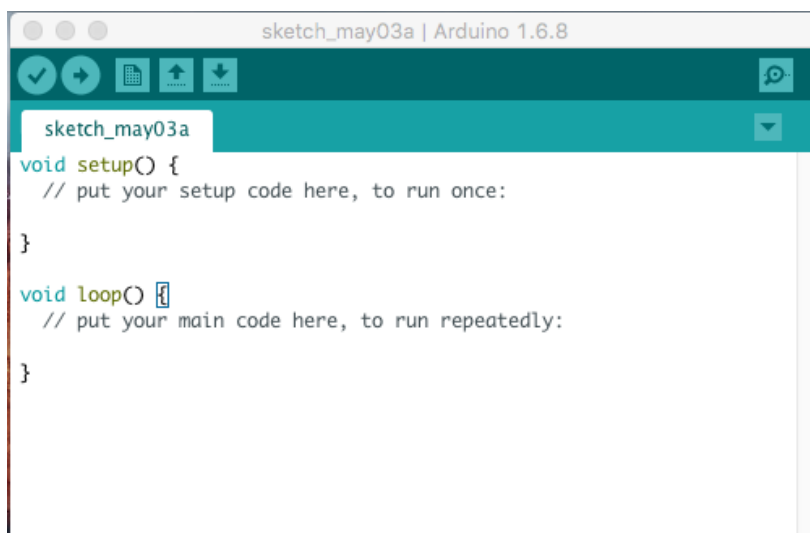 sketch_may03a | Arduino 1.6.8
sketch_may03a
void setup() {
  // put your setup code here, to run once:
}
void loop() {
  // put your main code here, to run repeatedly:
}